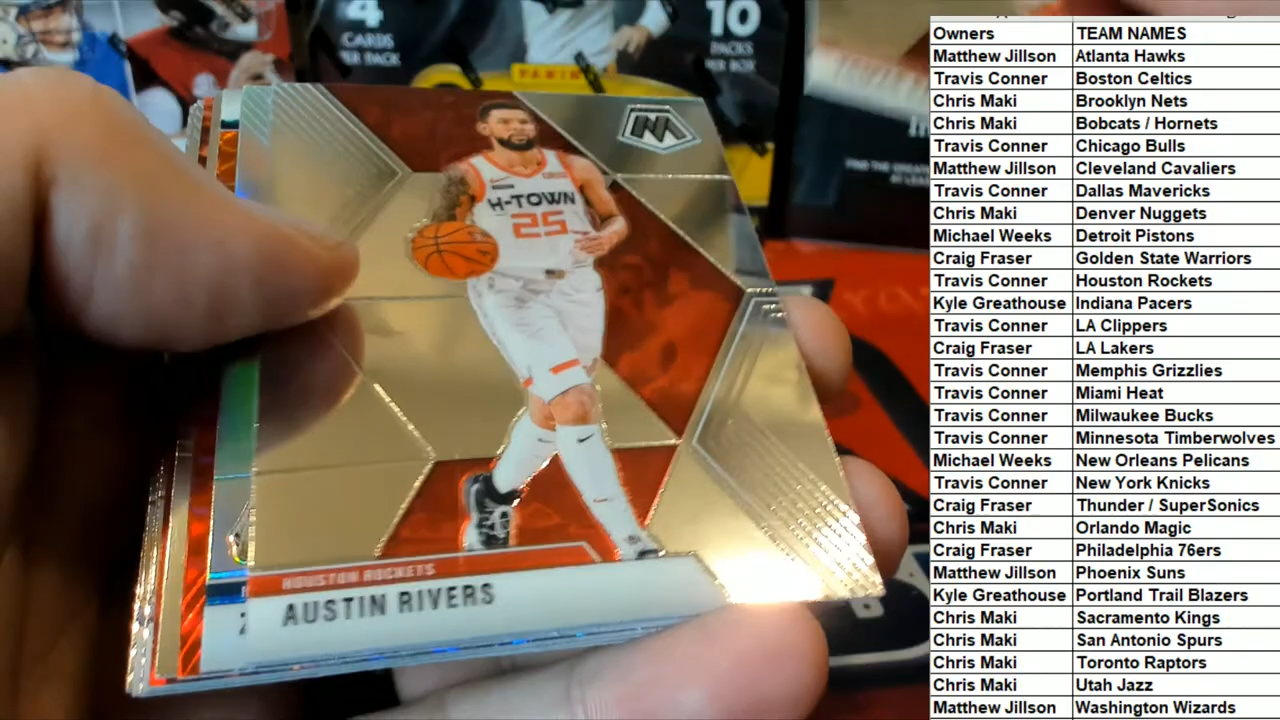 4
CARDS
PER PACK
10
PACKS
PER BOX
PANINI
H-TOWN
25
HOUSTON ROCKETS
AUSTIN RIVERS
Owners TEAM NAMES
Matthew Jillson Atlanta Hawks
Travis Conner Boston Celtics
Chris Maki Brooklyn Nets
Chris Maki Bobcats / Hornets
Travis Conner Chicago Bulls
Matthew Jillson Cleveland Cavaliers
Travis Conner Dallas Mavericks
Chris Maki Denver Nuggets
Michael Weeks Detroit Pistons
Craig Fraser Golden State Warriors
Travis Conner Houston Rockets
Kyle Greathouse Indiana Pacers
Travis Conner LA Clippers
Craig Fraser LA Lakers
Travis Conner Memphis Grizzlies
Travis Conner Miami Heat
Travis Conner Milwaukee Bucks
Travis Conner Minnesota Timberwolves
Michael Weeks New Orleans Pelicans
Travis Conner New York Knicks
Craig Fraser Thunder / SuperSonics
Chris Maki Orlando Magic
Craig Fraser Philadelphia 76ers
Matthew Jillson Phoenix Suns
Kyle Greathouse Portland Trail Blazers
Chris Maki Sacramento Kings
Chris Maki San Antonio Spurs
Chris Maki Toronto Raptors
Chris Maki Utah Jazz
Matthew Jillson Washington Wizards